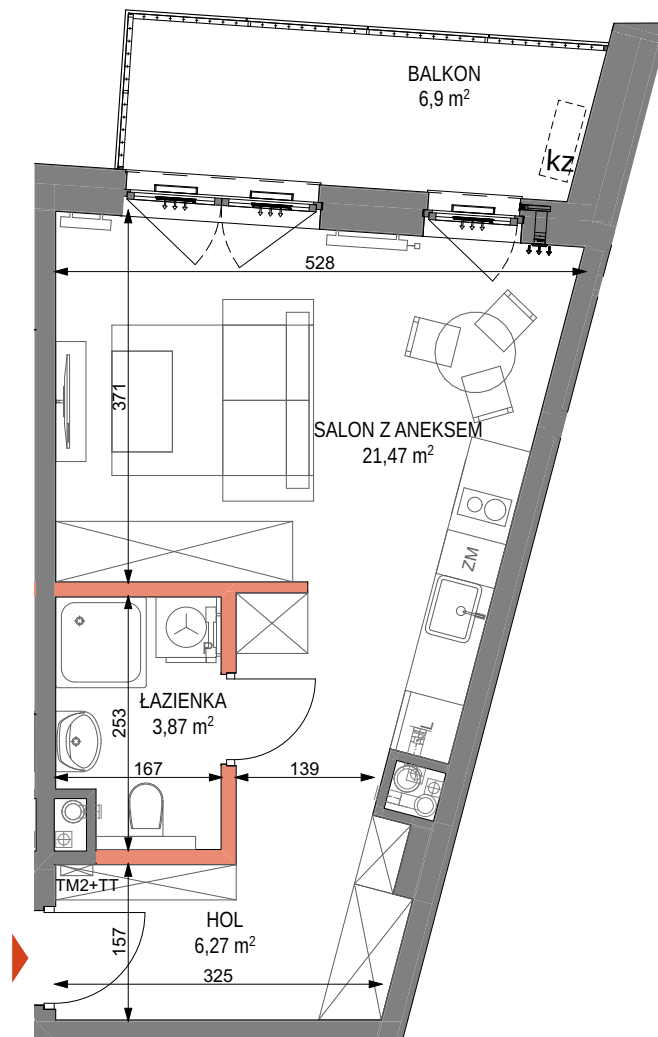 BALKON
6,9 m²
kz
528
371
SALON Z ANEKSEM
21,47 m²
ZM
ŁAZIENKA
3,87 m²
253
167
139
L
P
TM2+TT
HOL
6,27 m²
157
325